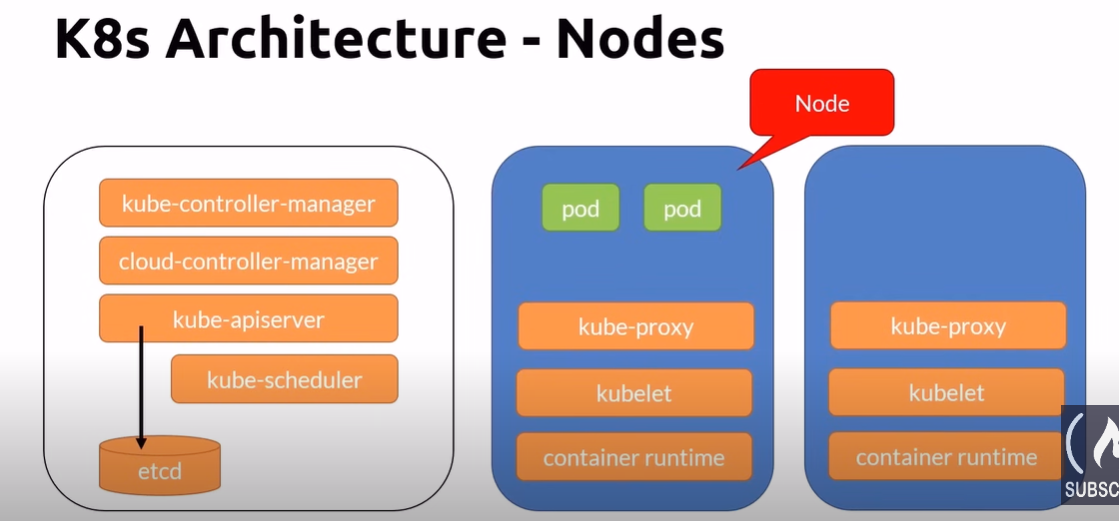 K8s Architecture - Nodes
Node
kube-controller-manager
cloud-controller-manager
kube-apiserver
kube-scheduler
etcd
pod
pod
kube-proxy
kubelet
container runtime
kube-proxy
kubelet
container runtime
SUBSC